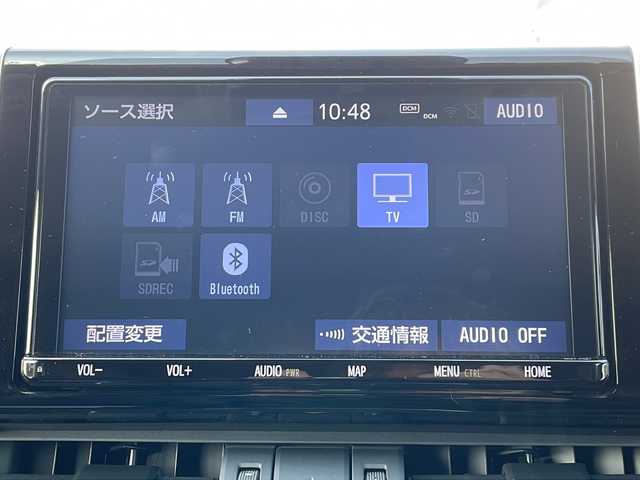 ソース選択 10:48 DCM DCM AUDIO
AM FM DISC TV SD
SD
SDREC Bluetooth
配置変更 交通情報 AUDIO OFF
VOL- VOL+ AUDIO PWR MAP MENU CTRL HOME